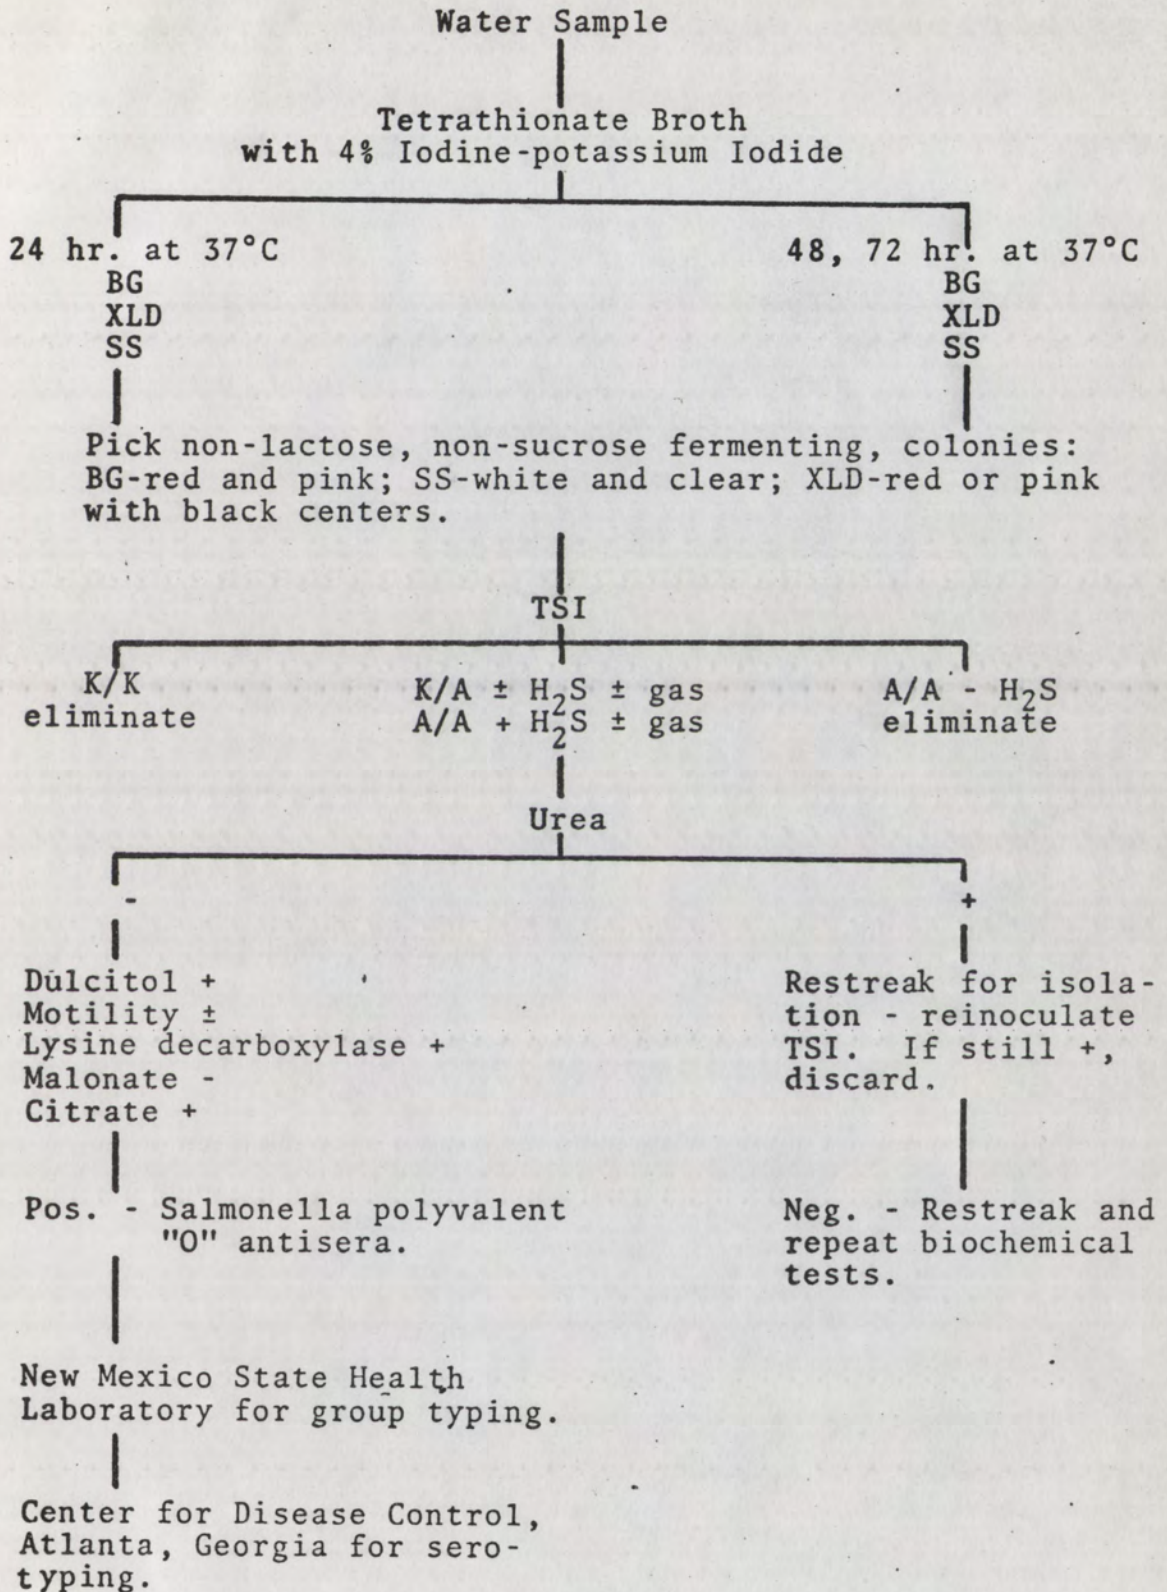 Water Sample
Tetrathionate Broth
with 4% Iodine-potassium Iodide
24 hr. at 37°C
BG
XLD
SS
48, 72 hr. at 37°C
BG
XLD
SS
Pick non-lactose, non-sucrose fermenting, colonies:
BG-red and pink; SS-white and clear; XLD-red or pink
with black centers.
TSI
K/K
eliminate
K/A ± H₂S ± gas
A/A + H₂S ± gas
A/A - H₂S
eliminate
Urea
-
+
Dulcitol +
Motility ±
Lysine decarboxylase +
Malonate -
Citrate +
Restreak for isola-
tion - reinoculate
TSI. If still +,
discard.
Pos. - Salmonella polyvalent
"O" antisera.
Neg. - Restreak and
repeat biochemical
tests.
New Mexico State Health
Laboratory for group typing.
Center for Disease Control,
Atlanta, Georgia for sero-
typing.